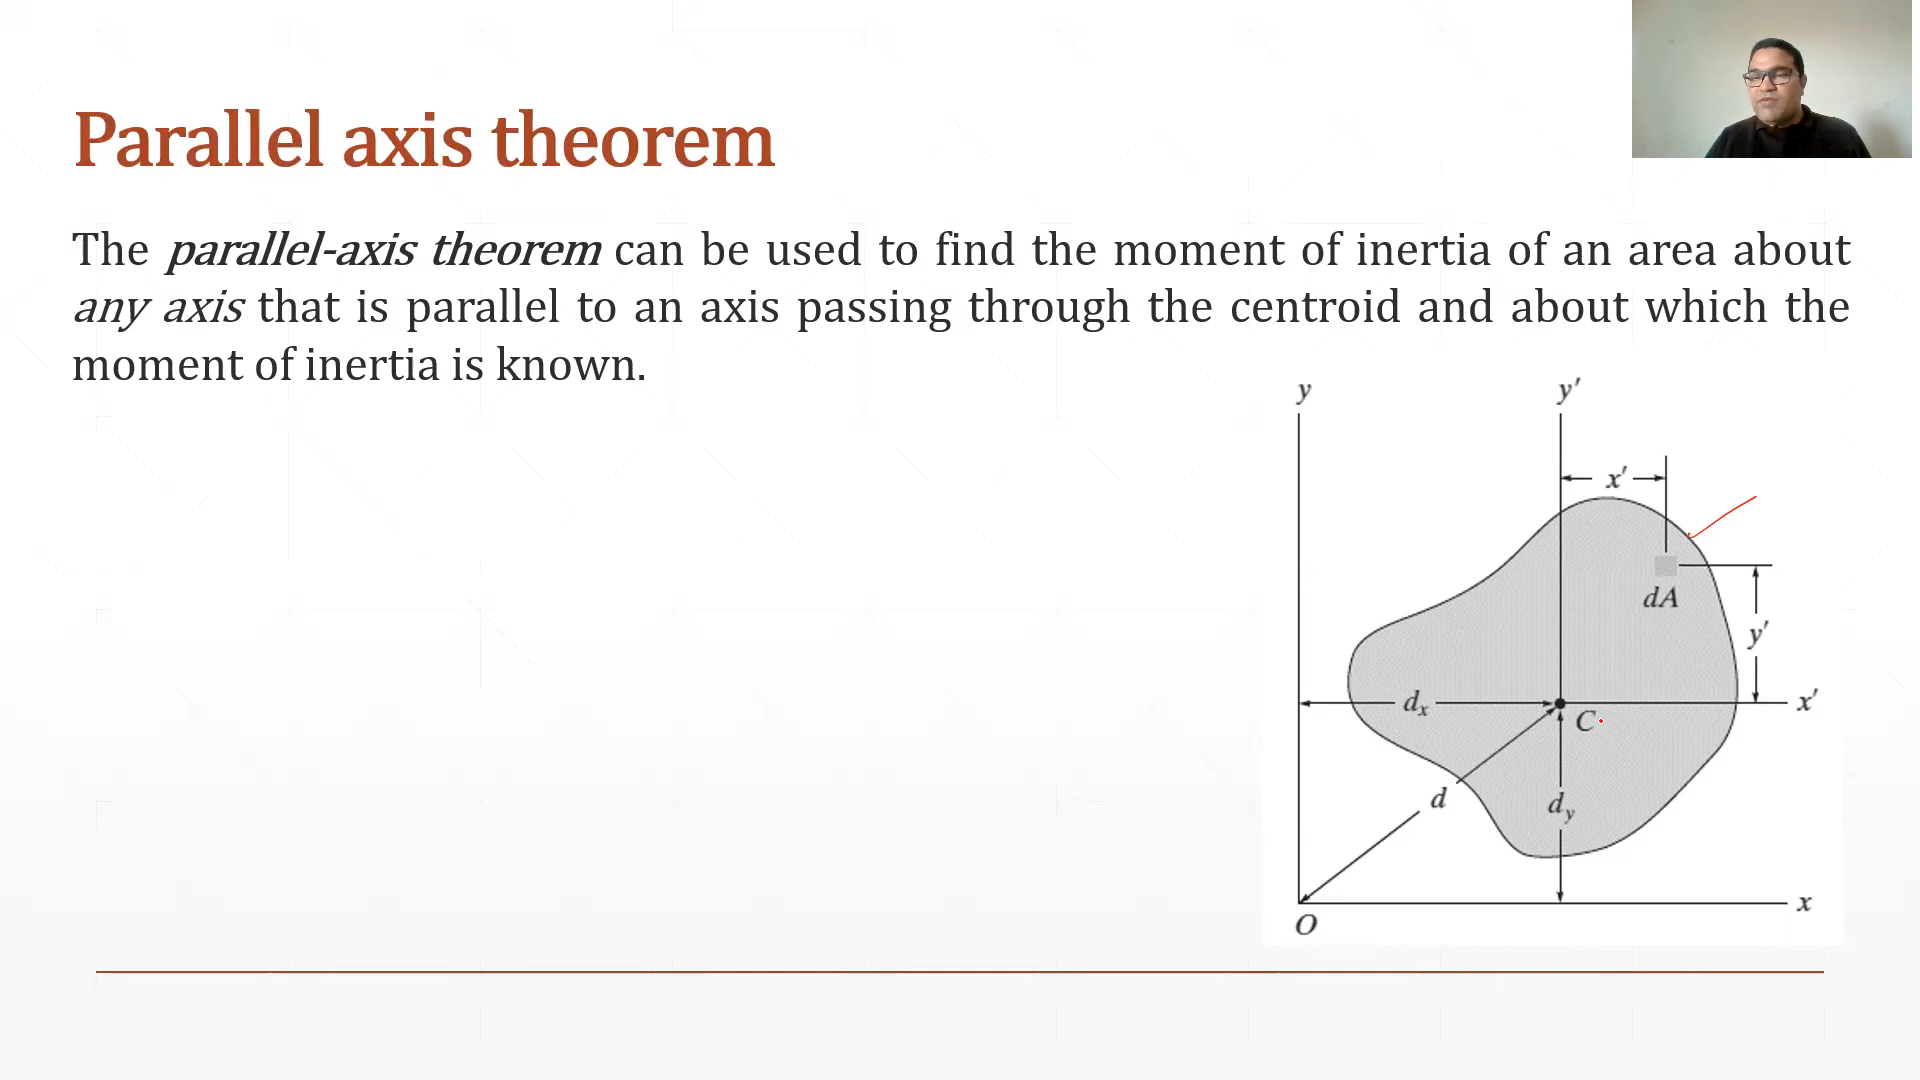 Parallel axis theorem
The parallel-axis theorem can be used to find the moment of inertia of an area about
any axis that is parallel to an axis passing through the centroid and about which the
moment of inertia is known.
y
y′
x′
dA
y′
dₓ
C
x′
d
d_y
x
O